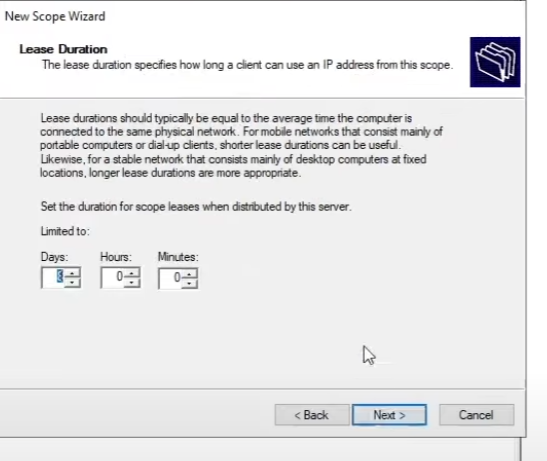 New Scope Wizard
Lease Duration
The lease duration specifies how long a client can use an IP address from this scope.
Lease durations should typically be equal to the average time the computer is
connected to the same physical network. For mobile networks that consist mainly of
portable computers or dial-up clients, shorter lease durations can be useful.
Likewise, for a stable network that consists mainly of desktop computers at fixed
locations, longer lease durations are more appropriate.
Set the duration for scope leases when distributed by this server.
Limited to:
Days: Hours: Minutes:
0 0
< Back Next > Cancel